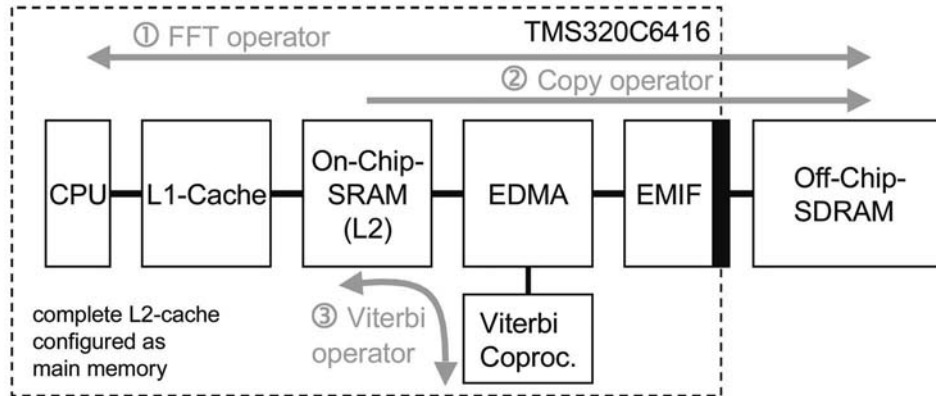 ① FFT operator
TMS320C6416
② Copy operator
CPU
L1-Cache
On-Chip-
SRAM
(L2)
EDMA
EMIF
Off-Chip-
SDRAM
complete L2-cache
configured as
main memory
③ Viterbi
operator
Viterbi
Coproc.